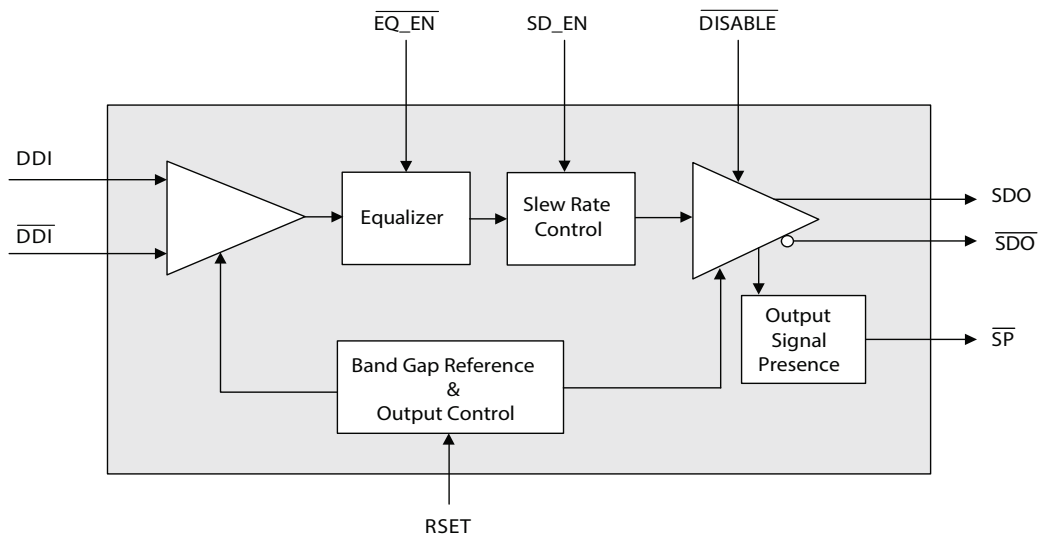 EQ_EN
SD_EN
DISABLE
DDI
DDI
Equalizer
Slew Rate
Control
SDO
SDO
Output
Signal
Presence
SP
Band Gap Reference
&
Output Control
RSET